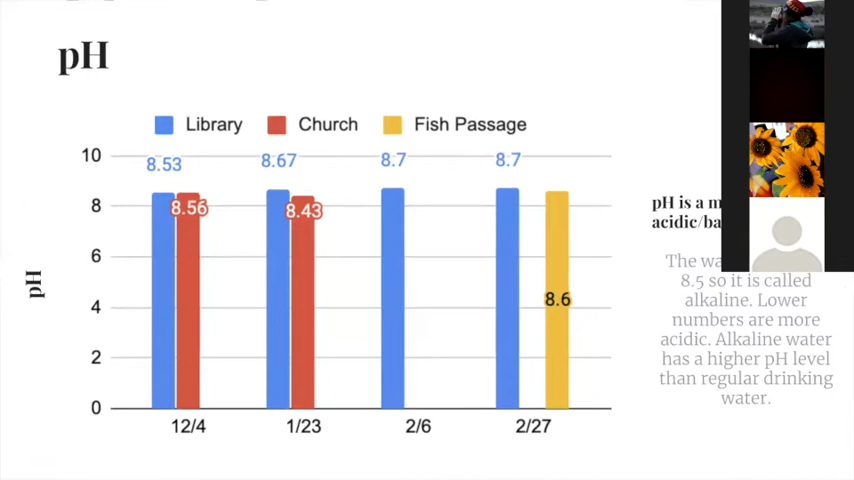 pH
Library Church Fish Passage
10
8
6
4
2
0
pH
8.53
8.56
8.67
8.43
8.7
8.7
8.6
12/4 1/23 2/6 2/27
pH is a
acidic/ba
The wa
8.5 so it is called
alkaline. Lower
numbers are more
acidic. Alkaline water
has a higher pH level
than regular drinking
water.